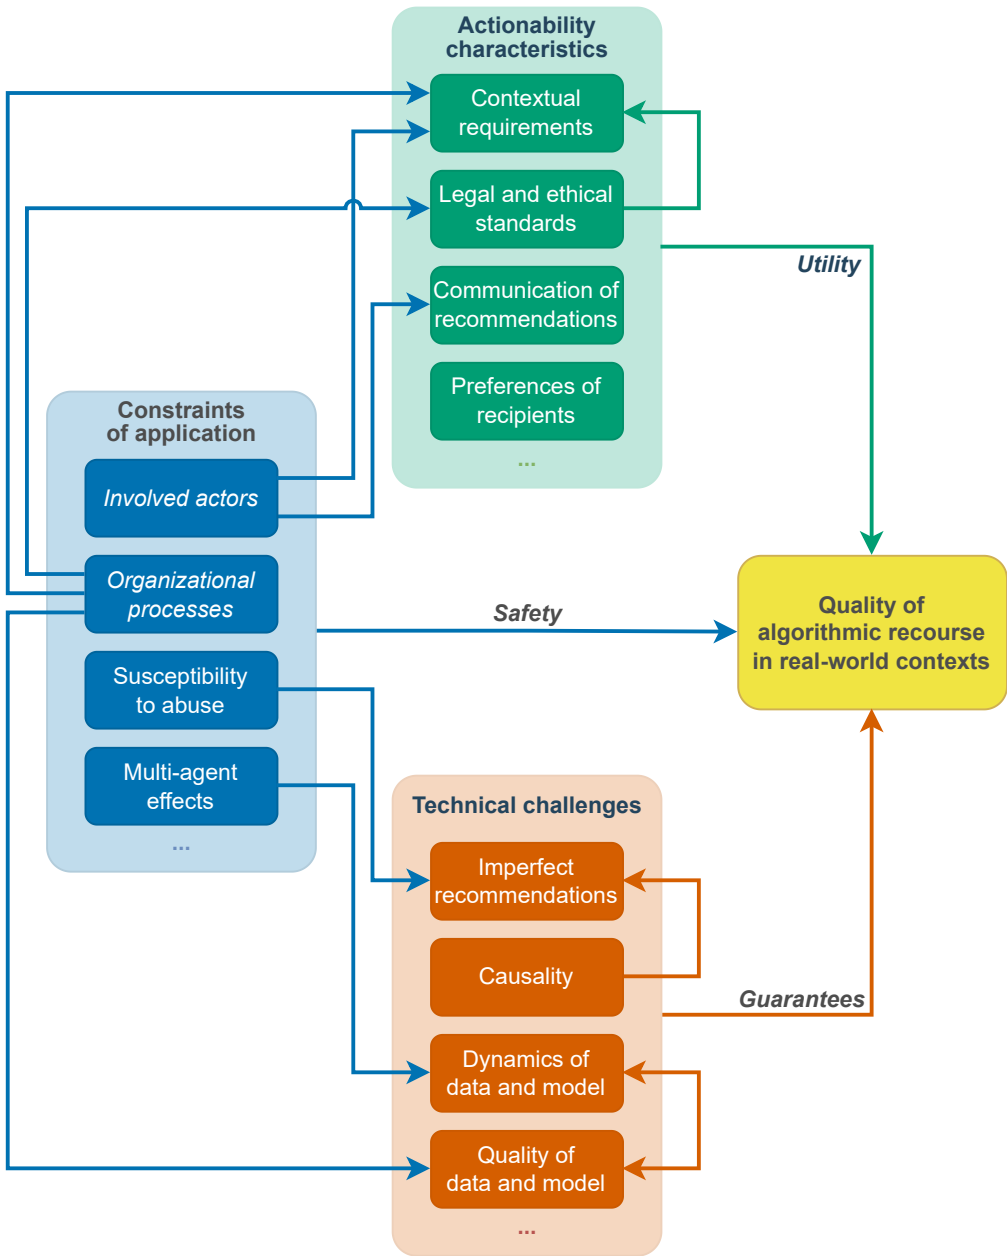 Actionability
characteristics
Contextual
requirements
Legal and ethical
standards
Communication of
recommendations
Preferences of
recipients
...
Utility
Constraints
of application
Involved actors
Organizational
processes
Susceptibility
to abuse
Multi-agent
effects
...
Safety
Quality of
algorithmic recourse
in real-world contexts
Technical challenges
Imperfect
recommendations
Causality
Dynamics of
data and model
Quality of
data and model
...
Guarantees